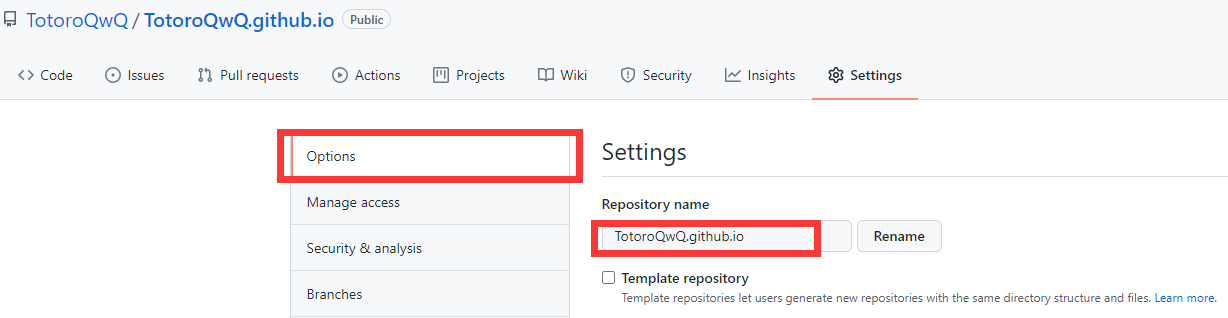 TotoroQwQ / TotoroQwQ.github.io Public
Code Issues Pull requests Actions Projects Wiki Security Insights Settings
Options
Manage access
Security & analysis
Branches
Settings
Repository name
TotoroQwQ.github.io Rename
Template repository
Template repositories let users generate new repositories with the same directory structure and files. Learn more.